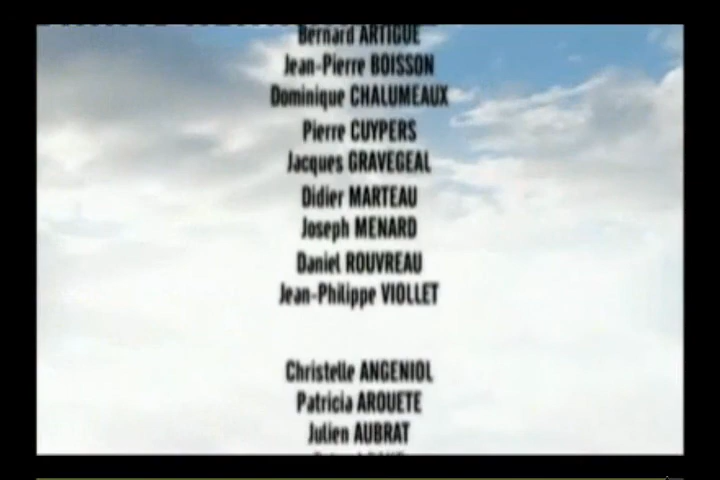 Bernard ARTIGUE
Jean-Pierre BOISSON
Dominique CHALUMEAUX
Pierre CUYPERS
Jacques GRAVEGEAL
Didier MARTEAU
Joseph MENARD
Daniel ROUVREAU
Jean-Philippe VIOLLET
Christelle ANGENIOL
Patricia AROUETE
Julien AUBRAT